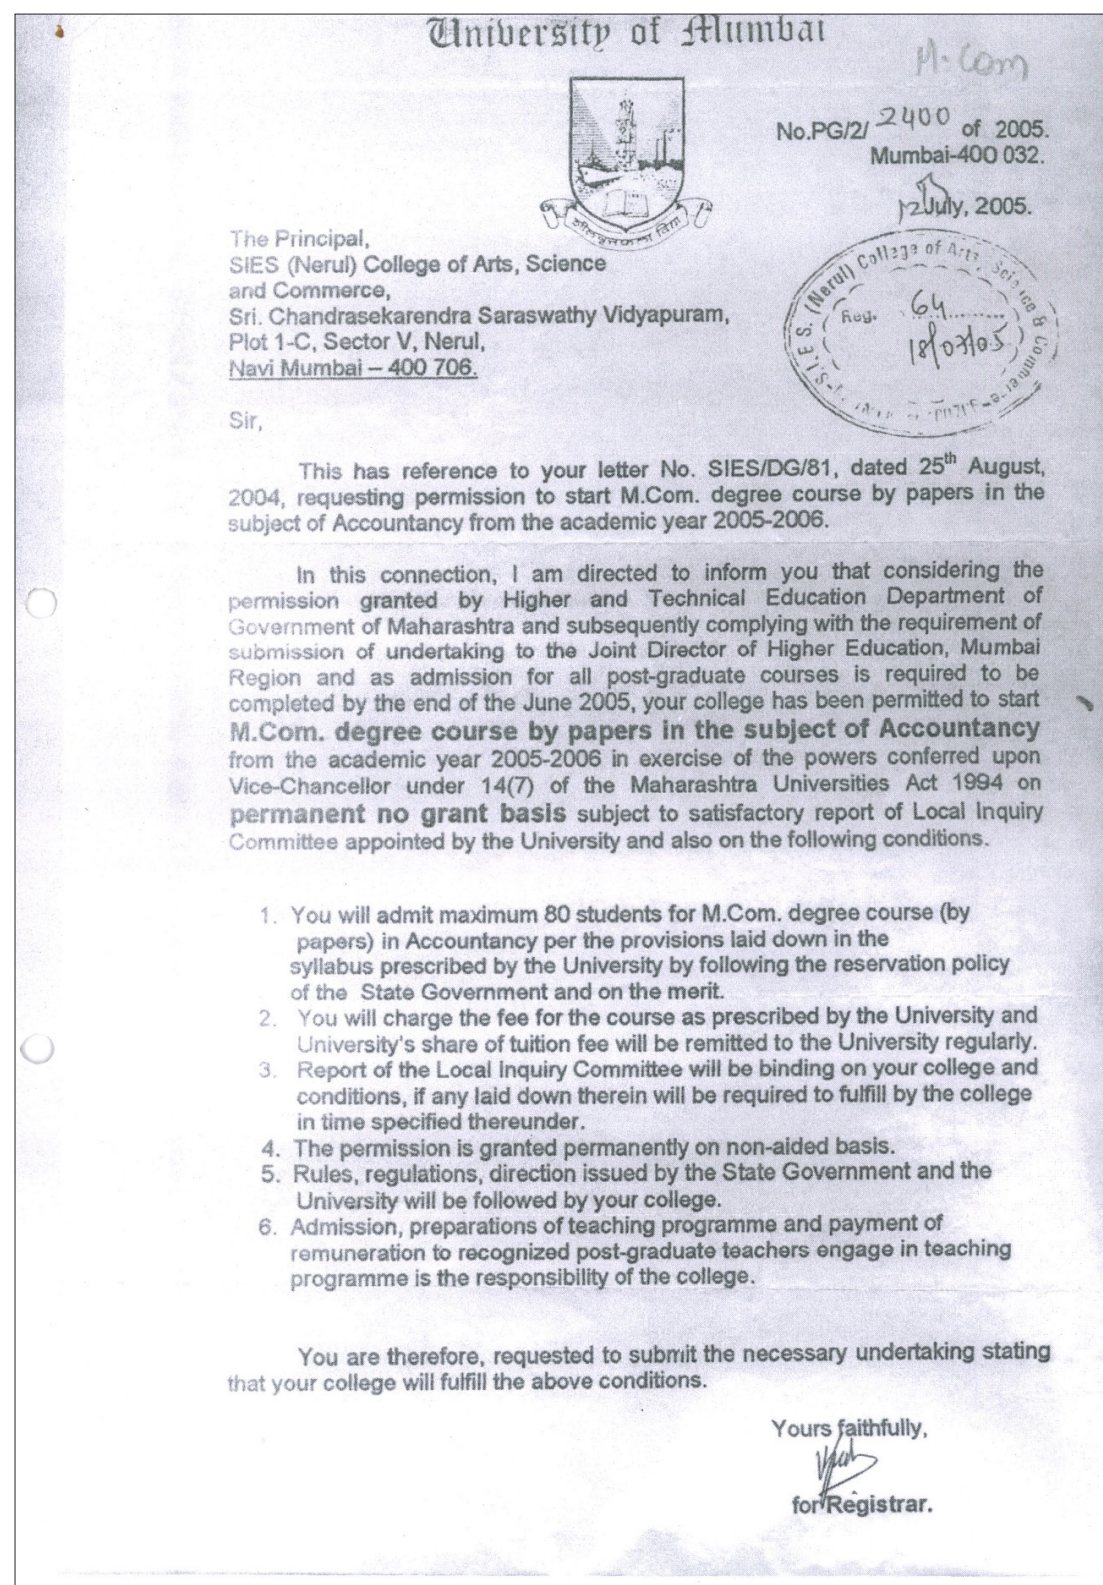 University of Mumbai
M.Com
No.PG/2/ 2400 of 2005.
Mumbai-400 032.
12 July, 2005.
The Principal,
SIES (Nerul) College of Arts, Science
and Commerce,
Sri. Chandrasekarendra Saraswathy Vidyapuram,
Plot 1-C, Sector V, Nerul,
Navi Mumbai – 400 706.
S.I.E.S. (Nerul) College of Arts, Science & Commerce
Reg. 64
18/07/05
Sir,
This has reference to your letter No. SIES/DG/81, dated 25th August,
2004, requesting permission to start M.Com. degree course by papers in the
subject of Accountancy from the academic year 2005-2006.
In this connection, I am directed to inform you that considering the
permission granted by Higher and Technical Education Department of
Government of Maharashtra and subsequently complying with the requirement of
submission of undertaking to the Joint Director of Higher Education, Mumbai
Region and as admission for all post-graduate courses is required to be
completed by the end of the June 2005, your college has been permitted to start
M.Com. degree course by papers in the subject of Accountancy
from the academic year 2005-2006 in exercise of the powers conferred upon
Vice-Chancellor under 14(7) of the Maharashtra Universities Act 1994 on
permanent no grant basis subject to satisfactory report of Local Inquiry
Committee appointed by the University and also on the following conditions.
1. You will admit maximum 80 students for M.Com. degree course (by
papers) in Accountancy per the provisions laid down in the
syllabus prescribed by the University by following the reservation policy
of the State Government and on the merit.
2. You will charge the fee for the course as prescribed by the University and
University's share of tuition fee will be remitted to the University regularly.
3. Report of the Local Inquiry Committee will be binding on your college and
conditions, if any laid down therein will be required to fulfill by the college
in time specified thereunder.
4. The permission is granted permanently on non-aided basis.
5. Rules, regulations, direction issued by the State Government and the
University will be followed by your college.
6. Admission, preparations of teaching programme and payment of
remuneration to recognized post-graduate teachers engage in teaching
programme is the responsibility of the college.
You are therefore, requested to submit the necessary undertaking stating
that your college will fulfill the above conditions.
Yours faithfully,
for Registrar.